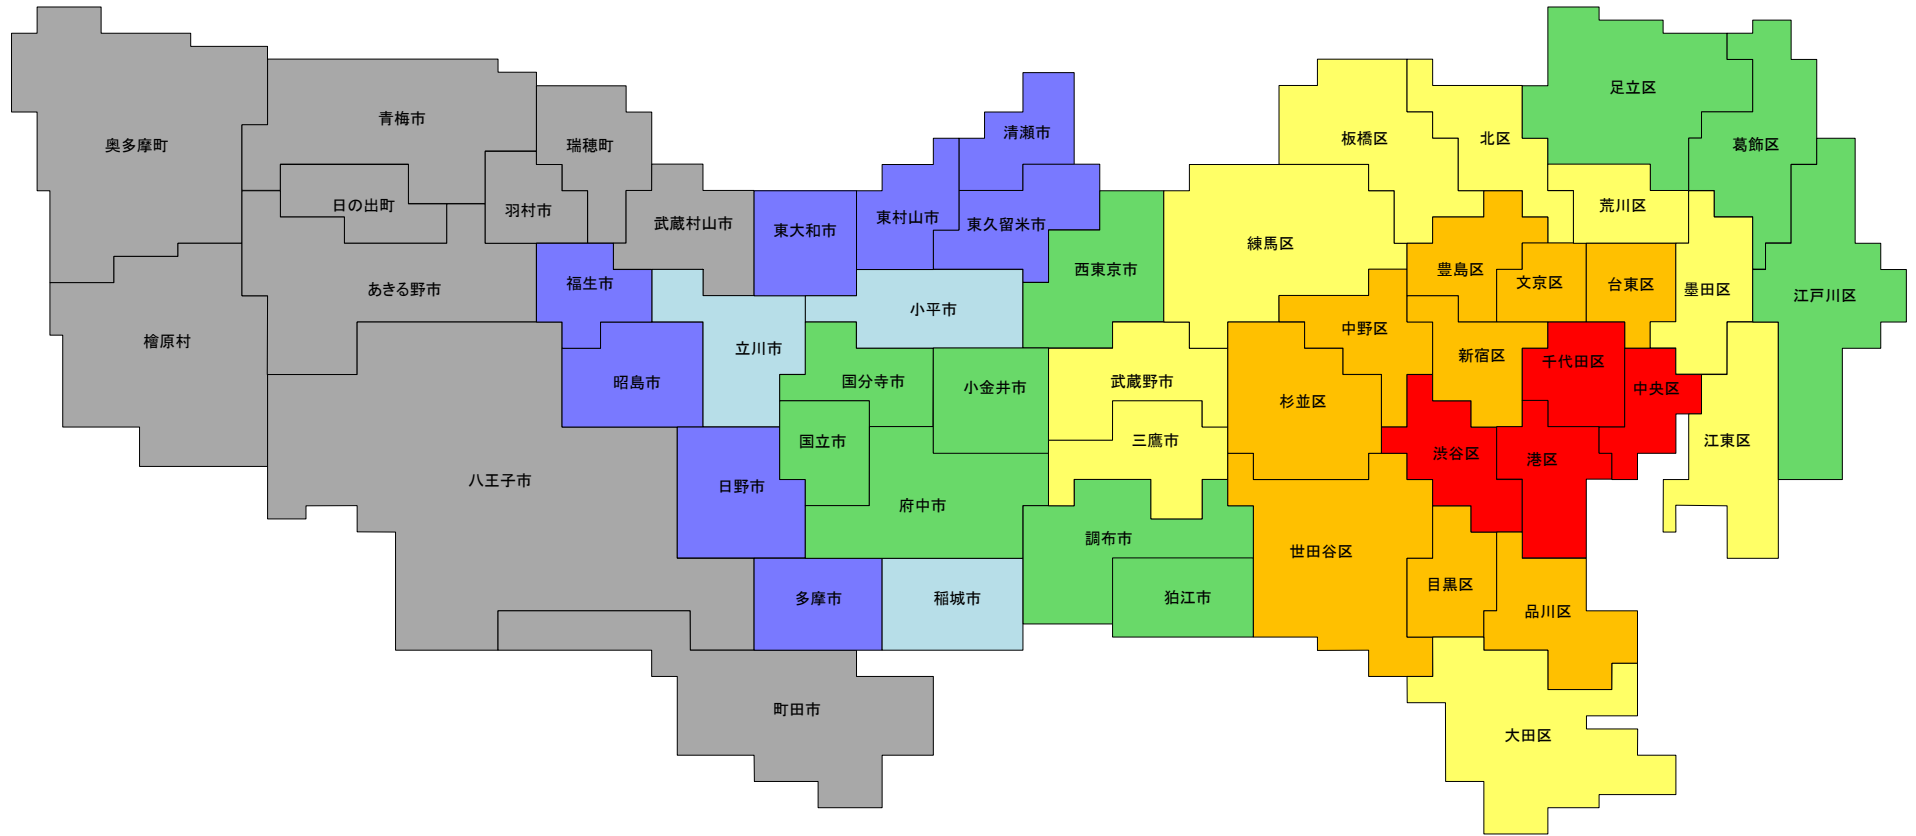 奥多摩町
青梅市
瑞穂町
日の出町
羽村市
武蔵村山市
檜原村
あきる野市
福生市
昭島市
八王子市
町田市
東大和市
東村山市
清瀬市
東久留米市
西東京市
立川市
小平市
国分寺市
小金井市
国立市
日野市
府中市
多摩市
稲城市
調布市
狛江市
武蔵野市
三鷹市
練馬区
板橋区
北区
足立区
葛飾区
荒川区
豊島区
文京区
台東区
墨田区
江戸川区
中野区
新宿区
千代田区
中央区
杉並区
渋谷区
港区
江東区
世田谷区
目黒区
品川区
大田区